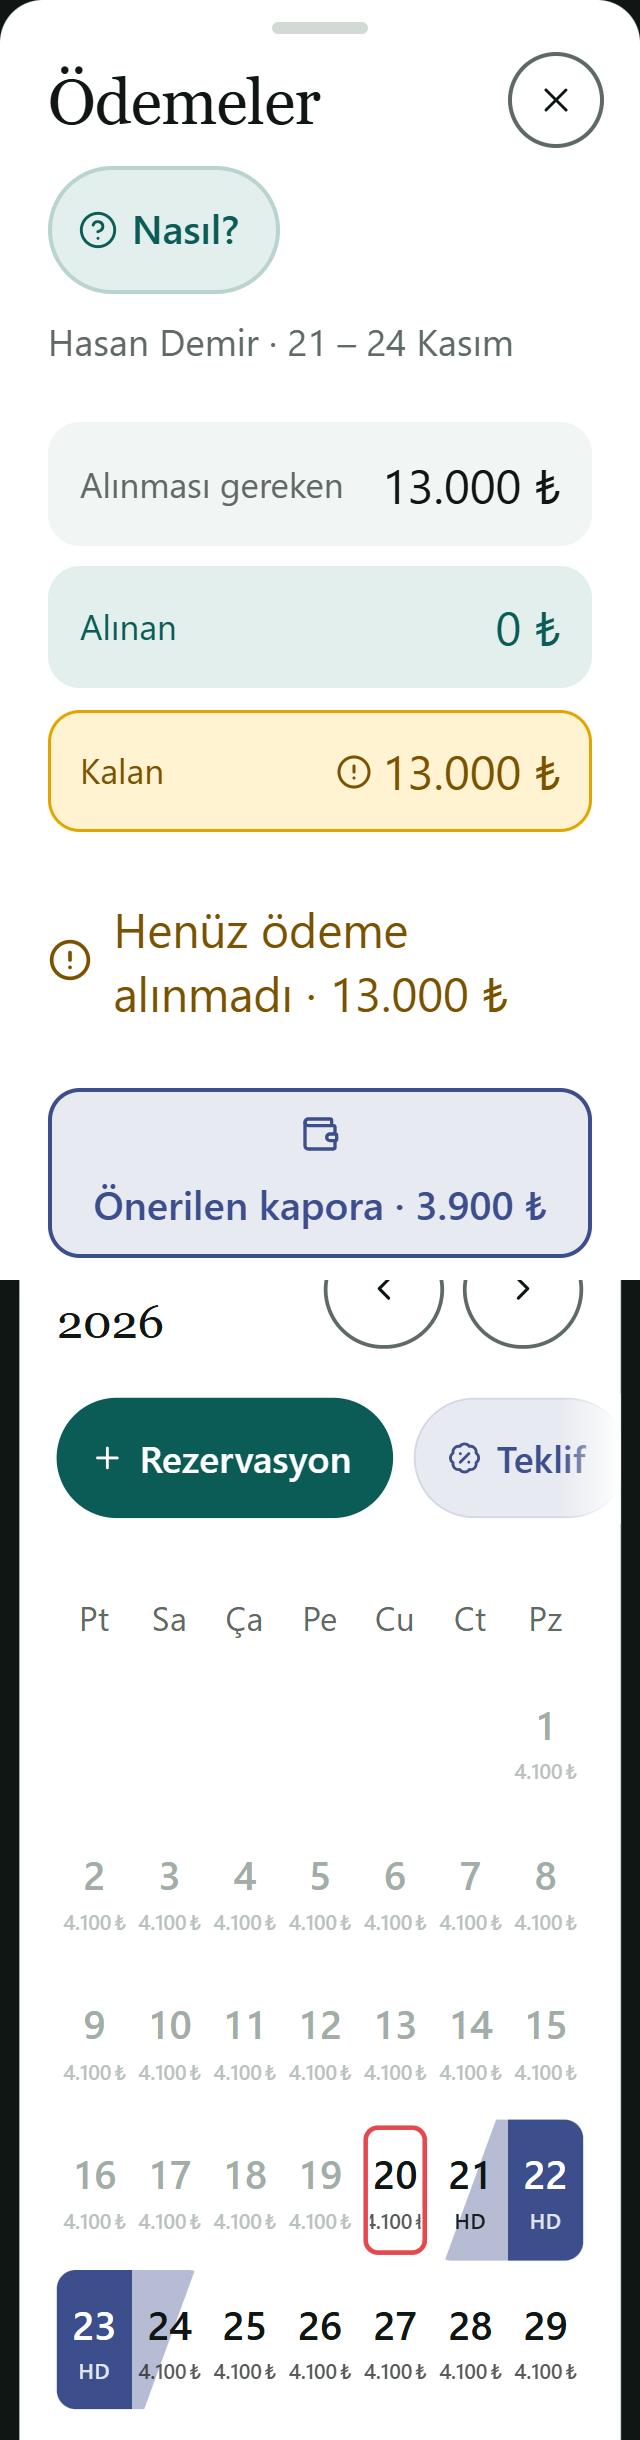 Ödemeler
Nasıl?
Hasan Demir · 21 – 24 Kasım
Alınması gereken 13.000 ₺
Alınan 0 ₺
Kalan 13.000 ₺
Henüz ödeme
alınmadı · 13.000 ₺
Önerilen kapora · 3.900 ₺
2026
Rezervasyon Teklif
Pt Sa Ça Pe Cu Ct Pz
1
4.100 ₺
2 3 4 5 6 7 8
4.100 ₺ 4.100 ₺ 4.100 ₺ 4.100 ₺ 4.100 ₺ 4.100 ₺ 4.100 ₺
9 10 11 12 13 14 15
4.100 ₺ 4.100 ₺ 4.100 ₺ 4.100 ₺ 4.100 ₺ 4.100 ₺ 4.100 ₺
16 17 18 19 20 21 22
4.100 ₺ 4.100 ₺ 4.100 ₺ 4.100 ₺ 4.100 ₺ HD HD
23 24 25 26 27 28 29
HD 4.100 ₺ 4.100 ₺ 4.100 ₺ 4.100 ₺ 4.100 ₺ 4.100 ₺